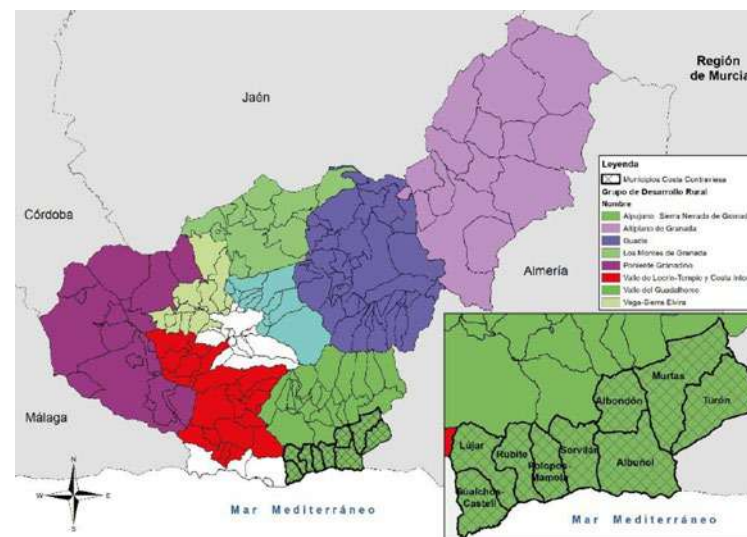 Región
de Murcia
Jaén
Córdoba
Almería
Málaga
Leyenda
Municipios Costa Contraviesa
Grupo de Desarrollo Rural
Nombre
Alpujarra - Sierra Nevada de Granad
Altiplano de Granada
Guadix
Los Montes de Granada
Poniente Granadino
Valle de Lecrín-Temple y Costa Inter
Valle del Guadalhorce
Vega-Sierra Elvira
Murtas
Albondón
Turón
Lújar
Rubite
Sorvilán
Polopos-
Mamola
Albuñol
Gualchos-
Castell
N
W
E
S
Mar Mediterráneo
Mar Mediterráneo